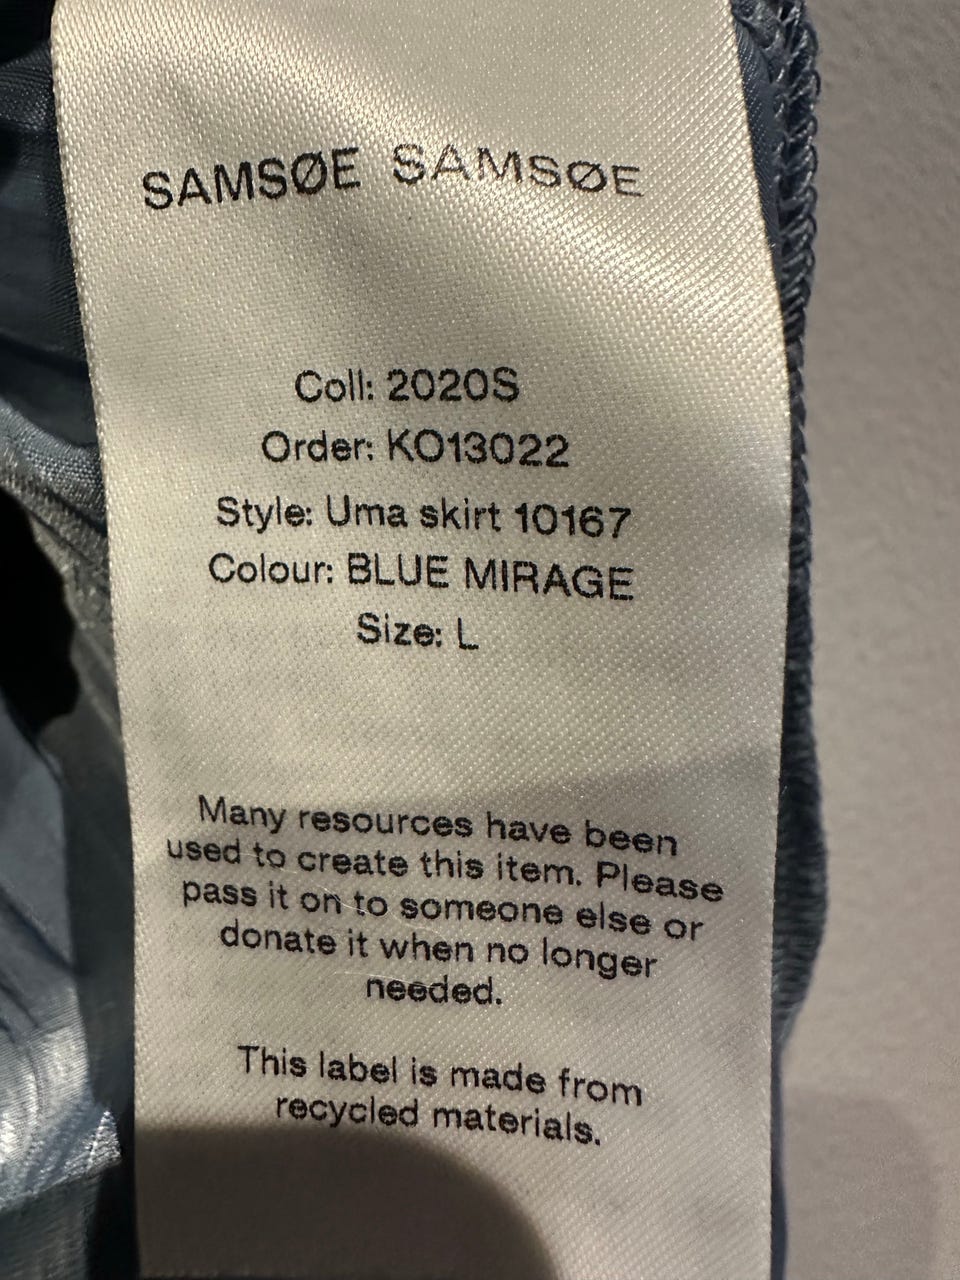 SAMSØE SAMSØE
Coll: 2020S
Order: KO13022
Style: Uma skirt 10167
Colour: BLUE MIRAGE
Size: L
Many resources have been
used to create this item. Please
pass it on to someone else or
donate it when no longer
needed.
This label is made from
recycled materials.